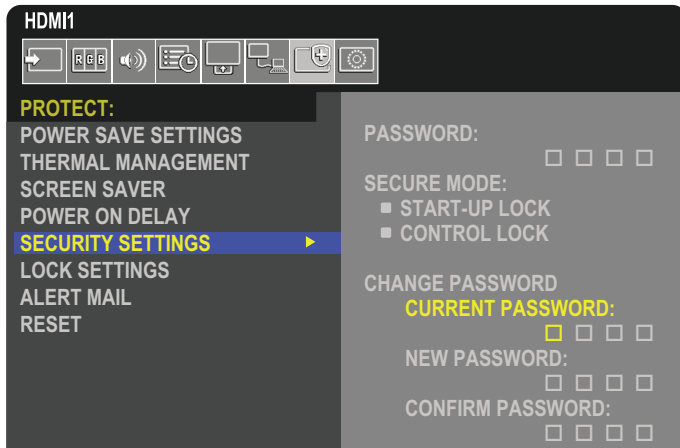 HDMI1
RGB
PROTECT:
POWER SAVE SETTINGS
THERMAL MANAGEMENT
SCREEN SAVER
POWER ON DELAY
SECURITY SETTINGS
LOCK SETTINGS
ALERT MAIL
RESET
PASSWORD:
SECURE MODE:
START-UP LOCK
CONTROL LOCK
CHANGE PASSWORD
CURRENT PASSWORD:
NEW PASSWORD:
CONFIRM PASSWORD: